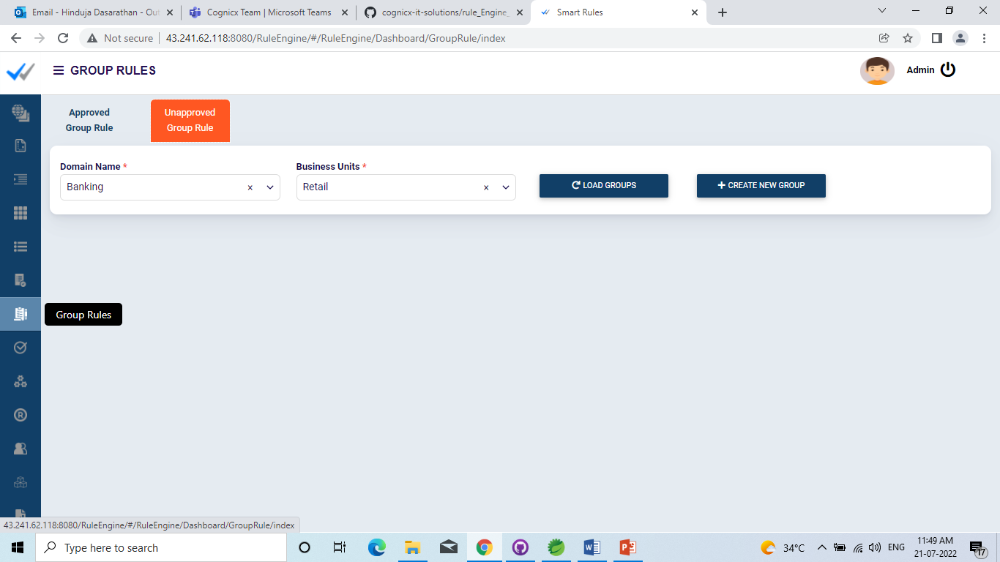 Email - Hinduja Dasarathan - Out
Cognicx Team | Microsoft Teams
cognicx-it-solutions/rule_Engine_
Smart Rules
Not secure
43.241.62.118:8080/RuleEngine/#/RuleEngine/Dashboard/GroupRule/index
GROUP RULES
Admin
Approved
Group Rule
Unapproved
Group Rule
Domain Name *
Business Units *
Banking
Retail
LOAD GROUPS
CREATE NEW GROUP
Group Rules
43.241.62.118:8080/RuleEngine/#/RuleEngine/Dashboard/GroupRule/index
Type here to search
34°C
ENG
11:49 AM
21-07-2022
17